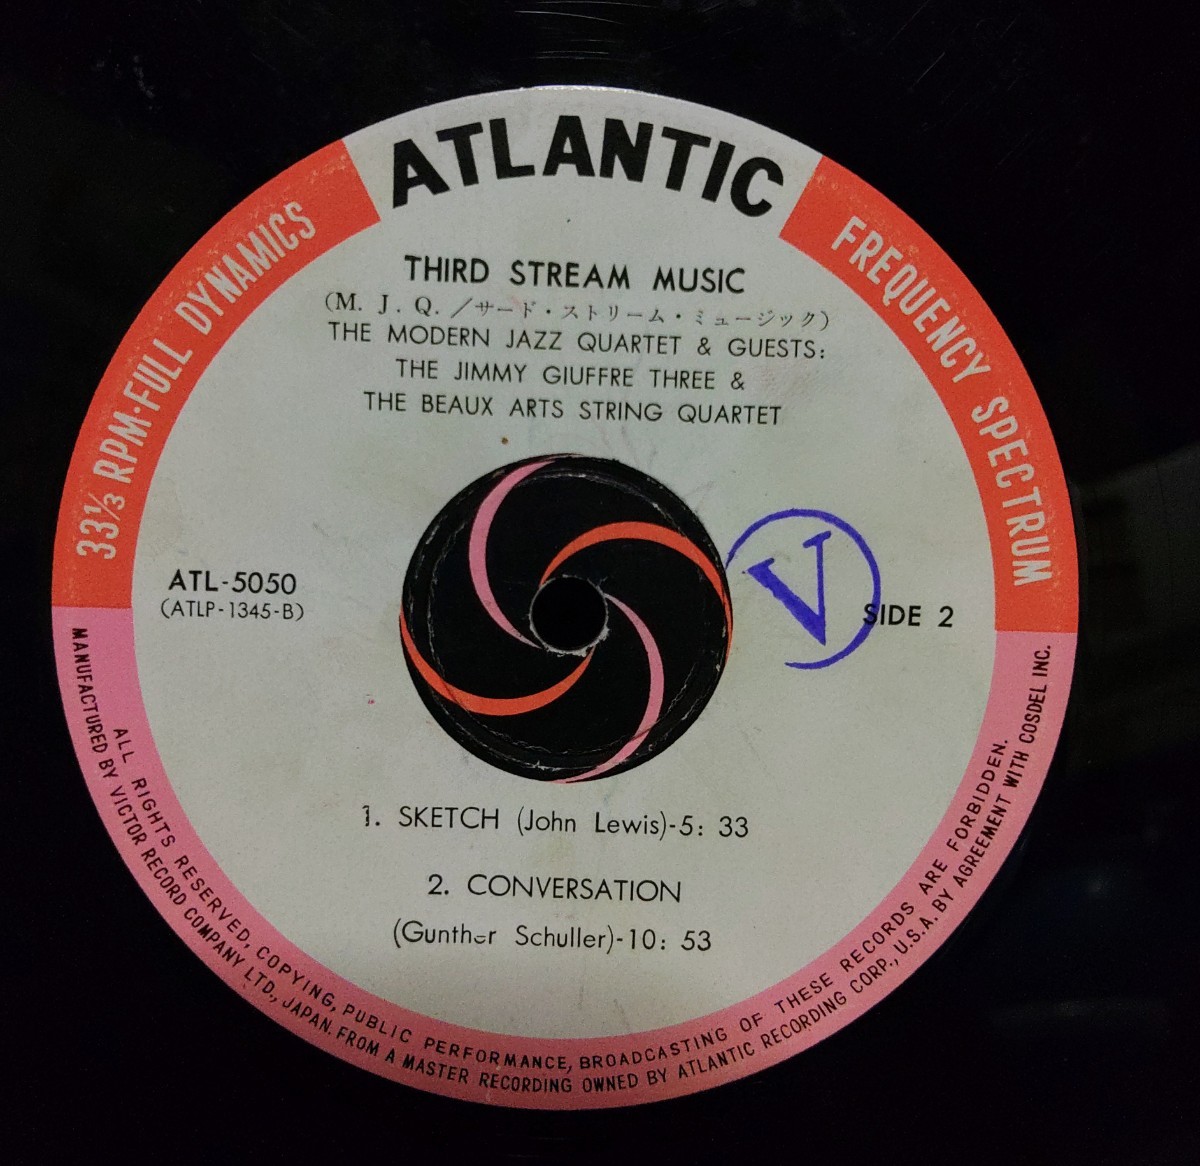 ATLANTIC
33⅓ RPM·FULL DYNAMICS
FREQUENCY SPECTRUM
THIRD STREAM MUSIC
(M. J. Q. /サード・ストリーム・ミュージック)
THE MODERN JAZZ QUARTET & GUESTS:
THE JIMMY GIUFFRE THREE &
THE BEAUX ARTS STRING QUARTET
ATL-5050
(ATLP-1345-B)
V
SIDE 2
1. SKETCH (John Lewis)-5: 33
2. CONVERSATION
(Gunther Schuller)-10: 53
ALL RIGHTS RESERVED, COPYING, PUBLIC PERFORMANCE, BROADCASTING OF THESE RECORDS ARE FORBIDDEN.
MANUFACTURED BY VICTOR RECORD COMPANY LTD., JAPAN. FROM A MASTER RECORDING OWNED BY ATLANTIC RECORDING CORP., U.S.A. BY AGREEMENT WITH COSDEL INC.